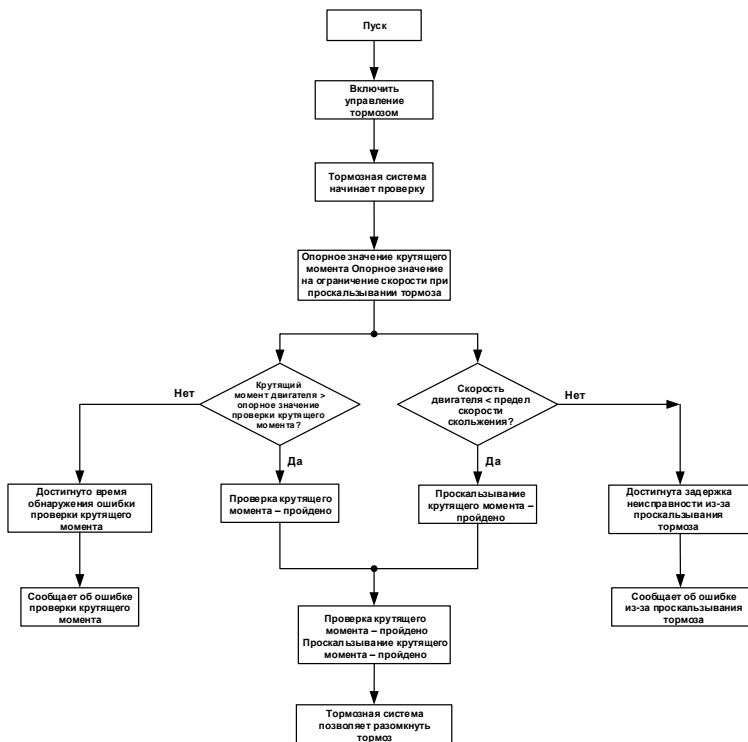 Пуск
Включить
управление
тормозом
Тормозная система
начинает проверку
Опорное значение крутящего
момента Опорное значение
на ограничение скорости при
проскальзывании тормоза
Нет
Крутящий
момент двигателя >
опорное значение
проверки крутящего
момента?
Скорость
двигателя < предел
скорости
скольжения?
Нет
Да
Да
Достигнуто время
обнаружения ошибки
проверки крутящего
момента
Проверка крутящего
момента – пройдено
Проскальзывание
крутящего момента –
пройдено
Достигнута задержка
неисправности из-за
проскальзывания
тормоза
Сообщает об ошибке
проверки крутящего
момента
Сообщает об ошибке
из-за проскальзывания
тормоза
Проверка крутящего
момента – пройдено
Проскальзывание крутящего
момента – пройдено
Тормозная система
позволяет разомкнуть
тормоз